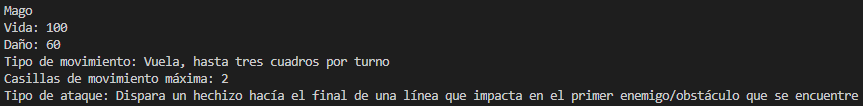 Mago
Vida: 100
Daño: 60
Tipo de movimiento: Vuela, hasta tres cuadros por turno
Casillas de movimiento máxima: 2
Tipo de ataque: Dispara un hechizo hacía el final de una línea que impacta en el primer enemigo/obstáculo que se encuentre